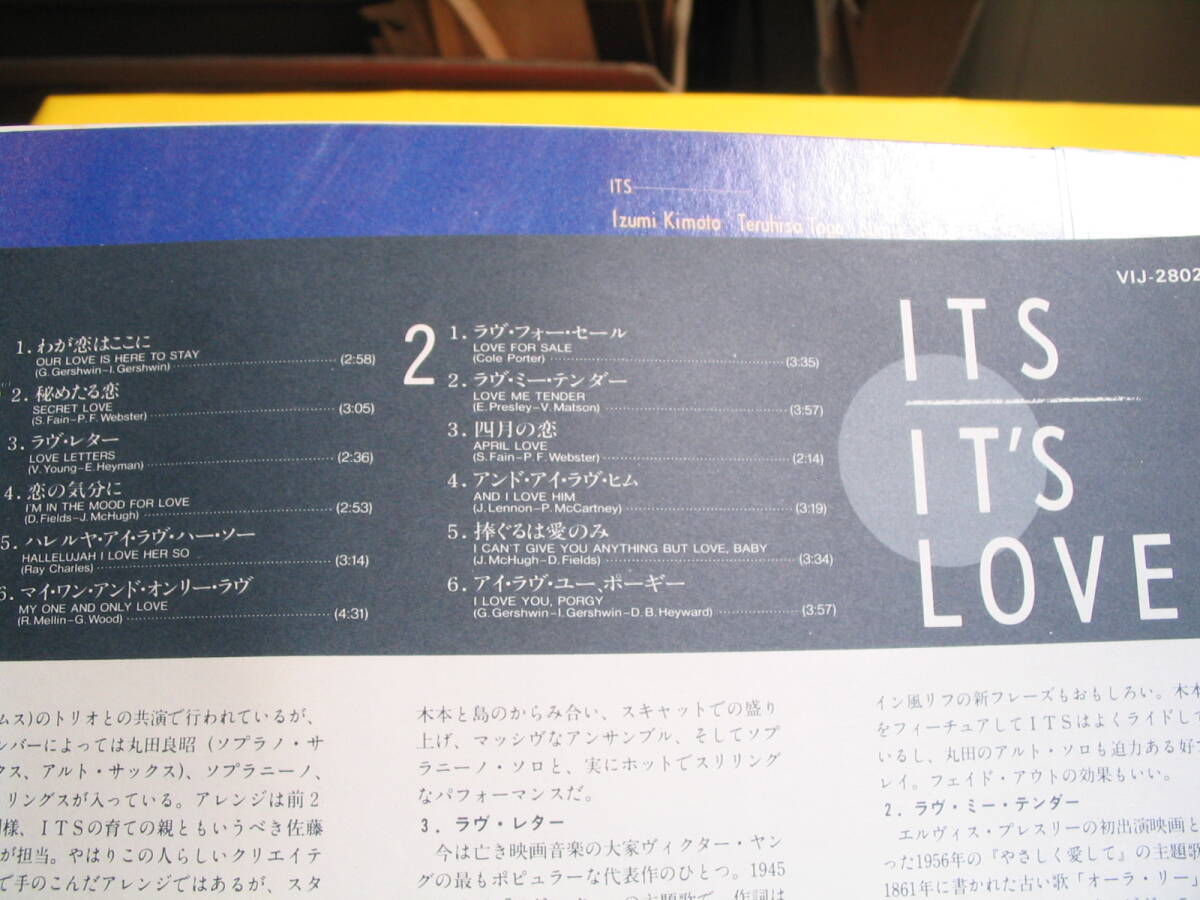 ITS
Izumi Kimoto Teruhrsa
VIJ-2802
1. わが恋はここに
OUR LOVE IS HERE TO STAY
(G. Gershwin-I. Gershwin) (2:58)
2. 秘めたる恋
SECRET LOVE
(S. Fain-P. F. Webster) (3:05)
3. ラヴ・レター
LOVE LETTERS
(V. Young-E. Heyman) (2:36)
4. 恋の気分に
I'M IN THE MOOD FOR LOVE
(D. Fields-J. McHugh) (2:53)
5. ハレルヤ・アイ・ラヴ・ハー・ソー
HALLELUJAH I LOVE HER SO
(Ray Charles) (3:14)
6. マイ・ワン・アンド・オンリー・ラヴ
MY ONE AND ONLY LOVE
(R. Mellin-G. Wood) (4:31)
2
1. ラヴ・フォー・セール
LOVE FOR SALE
(Cole Porter) (3:35)
2. ラヴ・ミー・テンダー
LOVE ME TENDER
(E. Presley-V. Matson) (3:57)
3. 四月の恋
APRIL LOVE
(S. Fain-P. F. Webster) (2:14)
4. アンド・アイ・ラヴ・ヒム
AND I LOVE HIM
(J. Lennon-P. McCartney) (3:19)
5. 捧ぐるは愛のみ
I CAN'T GIVE YOU ANYTHING BUT LOVE, BABY
(J. McHugh-D. Fields) (3:34)
6. アイ・ラヴ・ユー、ポーギー
I LOVE YOU, PORGY
(G. Gershwin-I. Gershwin-D. B. Heyward) (3:57)
ITS
IT'S
LOVE
ムス)のトリオとの共演で行われているが、
ンバーによっては丸田良昭（ソプラノ・サ
クス、アルト・サックス)、ソプラニーノ、
リングスが入っている。アレンジは前2
様、ITSの育ての親ともいうべき佐藤
が担当。やはりこの人らしいクリエイテ
で手のこんだアレンジではあるが、スタ
木本と島のからみ合い、スキャットでの盛り
上げ、マッシヴなアンサンブル、そしてソプ
ラニーノ・ソロと、実にホットでスリリング
なパフォーマンスだ。
3. ラヴ・レター
今は亡き映画音楽の大家ヴィクター・ヤン
グの最もポピュラーな代表作のひとつ。1945
の主題歌で、作詞は
イン風リフの新フレーズもおもしろい。木本
をフィーチュアしてITSはよくライドして
いるし、丸田のアルト・ソロも迫力ある好プ
レイ。フェイド・アウトの効果もいい。
2. ラヴ・ミー・テンダー
エルヴィス・プレスリーの初出演映画と
った1956年の『やさしく愛して』の主題歌
1861年に書かれた古い歌「オーラ・リー」